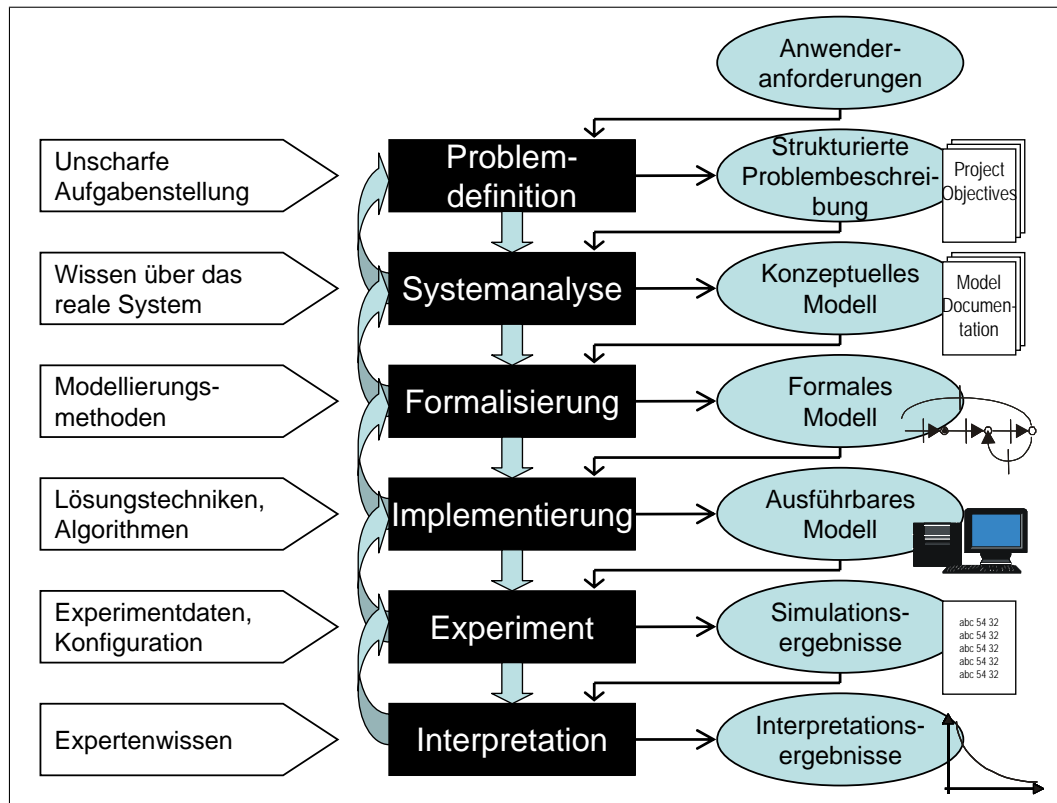 Anwender-
anforderungen
Unscharfe
Aufgabenstellung
Problem-
definition
Strukturierte
Problembeschrei-
bung
Project
Objectives
Wissen über das
reale System
Systemanalyse
Konzeptuelles
Modell
Model
Documen-
tation
Modellierungs-
methoden
Formalisierung
Formales
Modell
Lösungstechniken,
Algorithmen
Implementierung
Ausführbares
Modell
Experimentdaten,
Konfiguration
Experiment
Simulations-
ergebnisse
abc 54 32
abc 54 32
abc 54 32
abc 54 32
abc 54 32
Expertenwissen
Interpretation
Interpretations-
ergebnisse